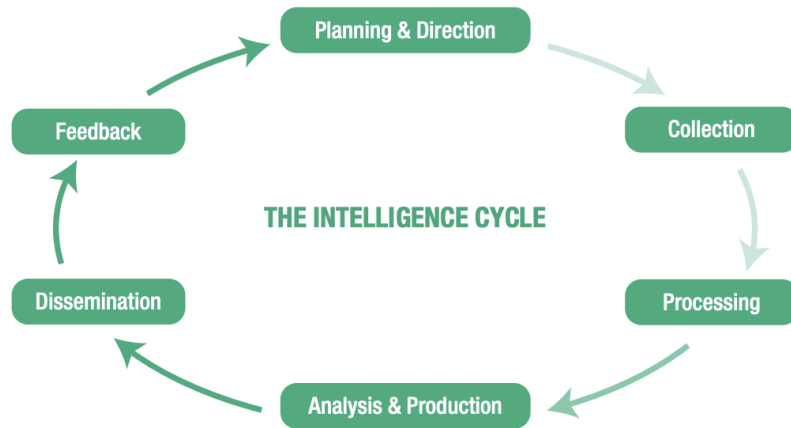 Planning & Direction
Feedback
Collection
THE INTELLIGENCE CYCLE
Dissemination
Processing
Analysis & Production